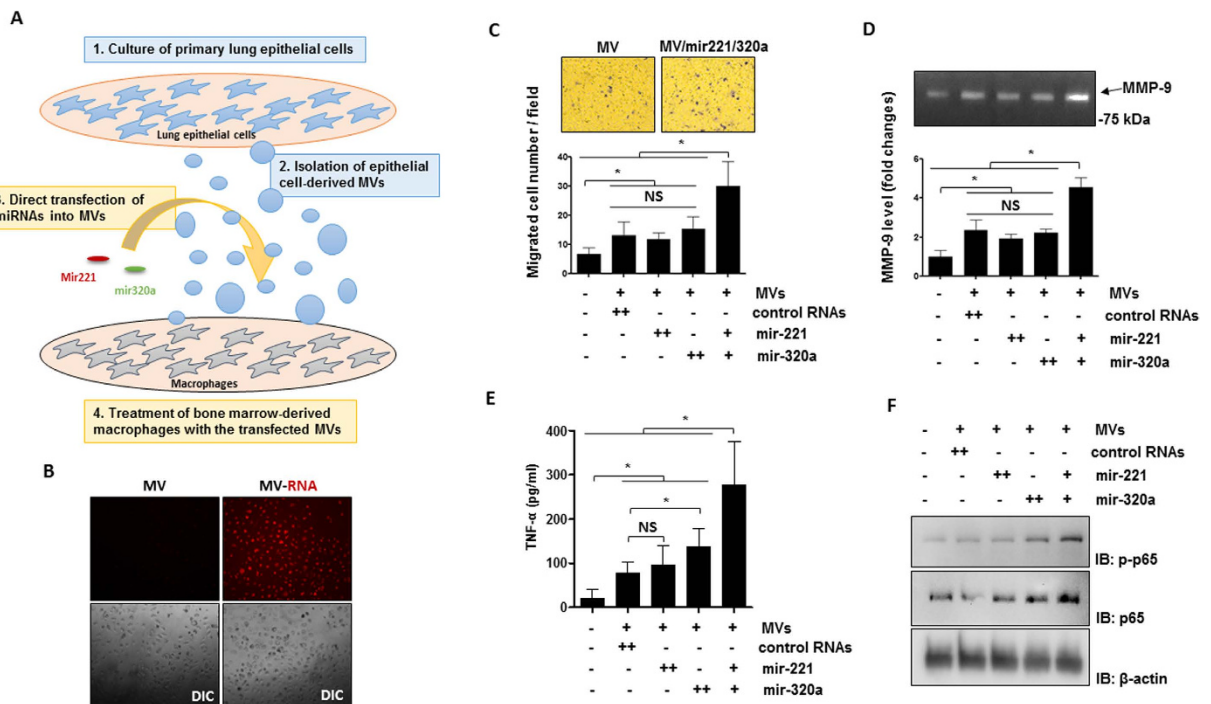 A
1. Culture of primary lung epithelial cells
Lung epithelial cells
2. Isolation of epithelial
cell-derived MVs
3. Direct transfection of
miRNAs into MVs
Mir221
mir320a
Macrophages
4. Treatment of bone marrow-derived
macrophages with the transfected MVs
B
MV
MV-RNA
DIC
DIC
C
MV
MV/mir221/320a
Migrated cell number / field
40
30
20
10
0
*
*
NS
- + + + + MVs
- ++ - - - control RNAs
- - ++ - + mir-221
- - - ++ + mir-320a
D
MMP-9
-75 kDa
MMP-9 level (fold changes)
6
4
2
0
*
*
NS
- + + + + MVs
- ++ - - - control RNAs
- - ++ - + mir-221
- - - ++ + mir-320a
E
TNF-α (pg/ml)
400
300
200
100
0
*
*
*
NS
- + + + + MVs
- ++ - - - control RNAs
- - ++ - + mir-221
- - - ++ + mir-320a
F
- + + + + MVs
- ++ - - - control RNAs
- - ++ - + mir-221
- - - ++ + mir-320a
IB: p-p65
IB: p65
IB: β-actin